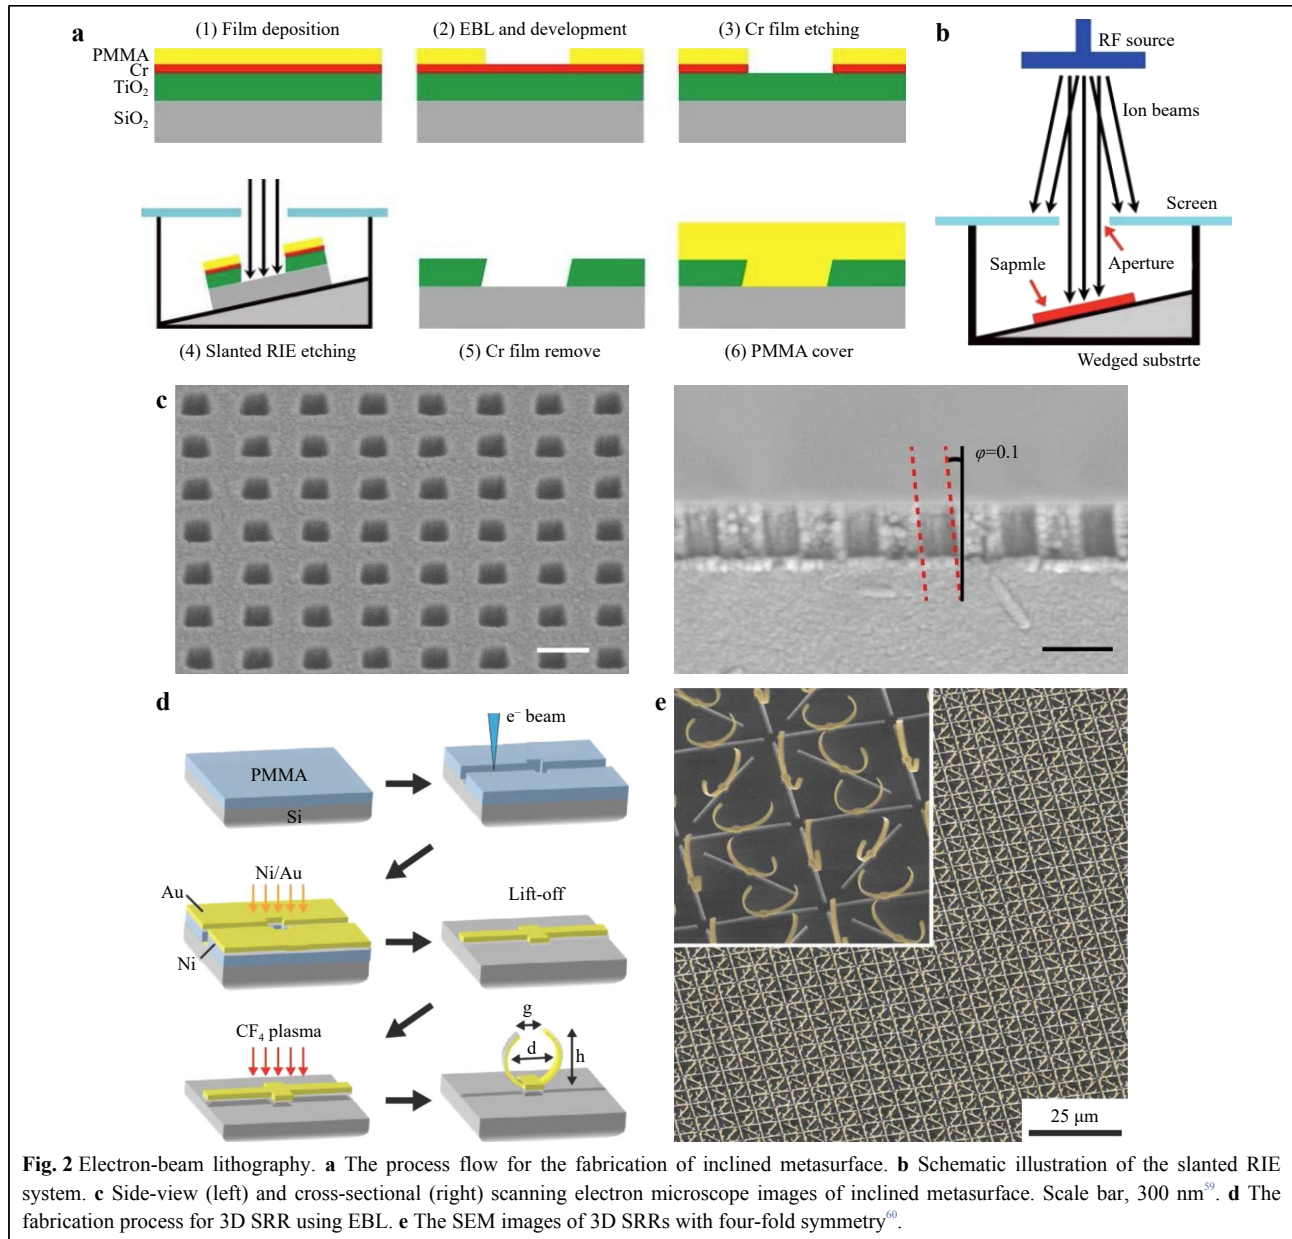 a
(1) Film deposition
(2) EBL and development
(3) Cr film etching
PMMA
Cr
TiO₂
SiO₂
(4) Slanted RIE etching
(5) Cr film remove
(6) PMMA cover
b
RF source
Ion beams
Screen
Sapmle
Aperture
Wedged substrte
c
φ=0.1
d
PMMA
Si
e⁻ beam
Ni/Au
Au
Ni
Lift-off
CF₄ plasma
g
d
h
e
25 μm
Fig. 2 Electron-beam lithography. a The process flow for the fabrication of inclined metasurface. b Schematic illustration of the slanted RIE
system. c Side-view (left) and cross-sectional (right) scanning electron microscope images of inclined metasurface. Scale bar, 300 nm⁵⁹. d The
fabrication process for 3D SRR using EBL. e The SEM images of 3D SRRs with four-fold symmetry⁶⁰.